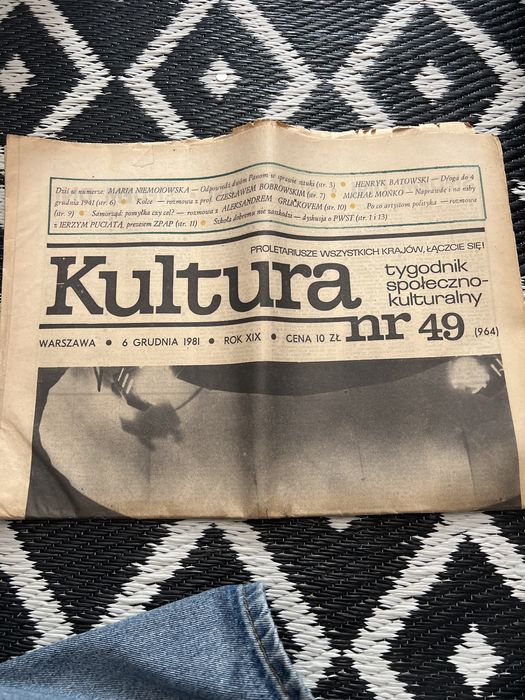 Dziś w numerze: MARIA NIEMOJOWSKA — Odpowiedź dwóm Panom w sprawie nauki (str. 3) ● HENRYK BATOWSKI — Droga do 4
grudnia 1941 (str. 6) ● Kolce — rozmowa z prof. CZESŁAWEM BOBROWSKIM (str. 7) ● MICHAŁ MOŃKO — Naprawdę i na niby
(str. 9) ● Samorząd: pomyłka czy cel? — rozmowa z ALEKSANDREM (str. 10) ● Po co artystom polityka — rozmowa
z JERZYM PUCIATĄ, prezesem ZPAP (str. 11) ● Szkoła dobremu nie zaszkodzi — dyskusja o PWST (str. 1 i 13)
PROLETARIUSZE WSZYSTKICH KRAJÓW, ŁĄCZCIE SIĘ!
Kultura
tygodnik
społeczno-
kulturalny
nr 49 (964)
WARSZAWA ● 6 GRUDNIA 1981 ● ROK XIX ● CENA 10 ZŁ